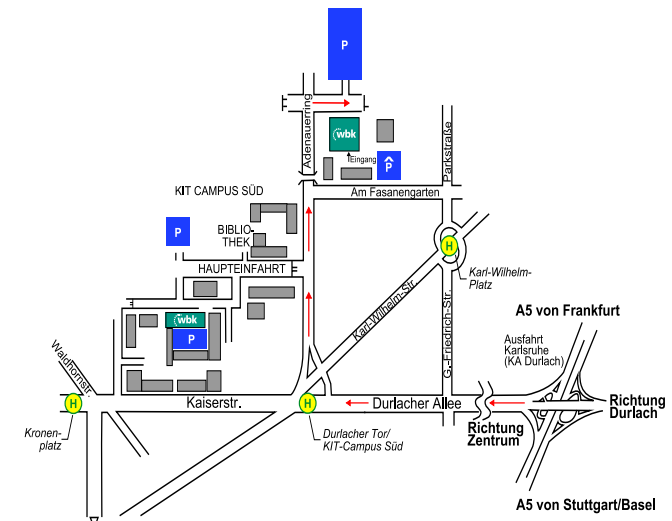 P
wbk
Eingang
P
Adenauerring
Parkstraße
Am Fasanengarten
KIT CAMPUS SÜD
BIBLIO-
THEK
P
HAUPTEINFAHRT
H
Karl-Wilhelm-
Platz
Karl-Wilhelm-Str.
G.-Friedrich-Str.
wbk
P
A5 von Frankfurt
Ausfahrt
Karlsruhe
(KA Durlach)
Waldhornstr.
H
Kaiserstr.
H
Durlacher Allee
Richtung
Durlach
Richtung
Zentrum
Kronen-
platz
Durlacher Tor/
KIT-Campus Süd
A5 von Stuttgart/Basel